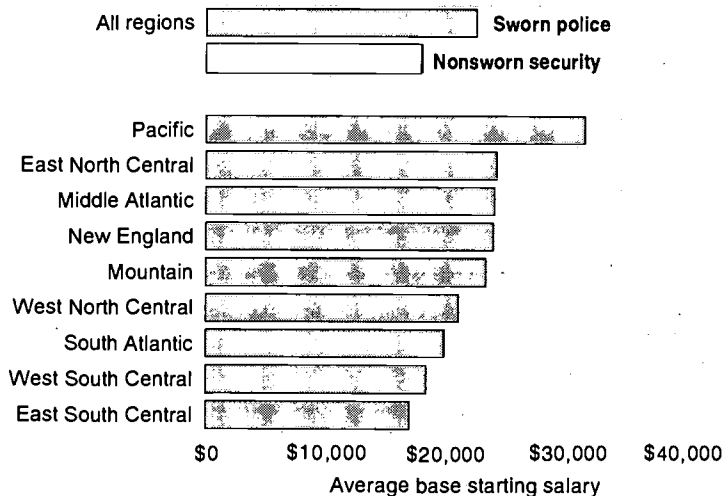 All regions
Sworn police
Nonsworn security
Pacific
East North Central
Middle Atlantic
New England
Mountain
West North Central
South Atlantic
West South Central
East South Central
$0 $10,000 $20,000 $30,000 $40,000
Average base starting salary